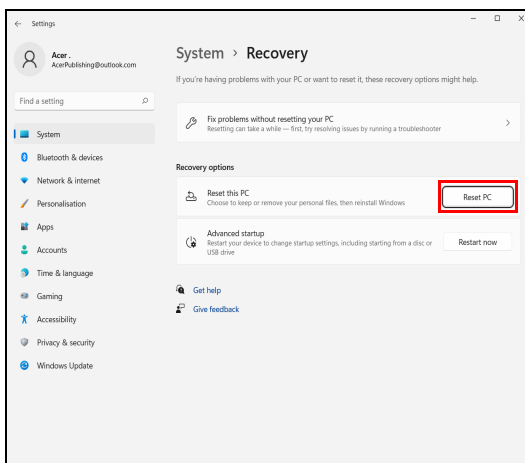 Settings
Acer .
AcerPublishing@outlook.com
Find a setting
System
Bluetooth & devices
Network & internet
Personalisation
Apps
Accounts
Time & language
Gaming
Accessibility
Privacy & security
Windows Update
System > Recovery
If you're having problems with your PC or want to reset it, these recovery options might help.
Fix problems without resetting your PC
Resetting can take a while — first, try resolving issues by running a troubleshooter
Recovery options
Reset this PC
Choose to keep or remove your personal files, then reinstall Windows
Reset PC
Advanced startup
Restart your device to change startup settings, including starting from a disc or
USB drive
Restart now
Get help
Give feedback